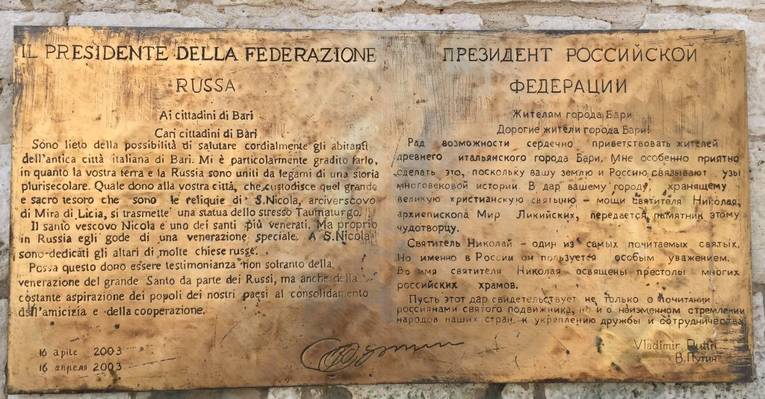 IL PRESIDENTE DELLA FEDERAZIONE
RUSSA
Ai cittadini di Bari
Cari cittadini di Bari
Sono lieto della possibilità di salutare cordialmente gli abitanti
dell'antica città italiana di Bari. Mi è particolarmente gradito farlo,
in quanto la vostra terra e la Russia sono uniti da legami di una storia
plurisecolare. Quale dono alla vostra città, che custodisce quel grande
e sacro tesoro che sono le reliquie di S.Nicola, arciverscovo
di Mira di Licia, si trasmette una statua dello stresso Taumaturgo.
Il santo vescovo Nicola è uno dei santi più venerati. Ma proprio
in Russia egli gode di una venerazione speciale. A S.Nicola
sono dedicati gli altari di molte chiese russe.
Possa questo dono essere testimonianza non soltanto della
venerazione del grande Santo da parte dei Russi, ma anche della
costante aspirazione dei popoli dei nostri paesi al consolidamento
dell'amicizia e della cooperazione.
16 aprile 2003
16 апреля 2003
ПРЕЗИДЕНТ РОССИЙСКОЙ
ФЕДЕРАЦИИ
Жителям города Бари
Дорогие жители города Бари!
Рад возможности сердечно приветствовать жителей
древнего итальянского города Бари. Мне особенно приятно
сделать это, поскольку вашу землю и Россию связывают узы
многовековой истории. В дар вашему городу, хранящему
великую христианскую святыню - мощи Святителя Николая,
архиепископа Мир Ликийских, передается памятник этому
чудотворцу.
Святитель Николай - один из самых почитаемых святых.
Но именно в России он пользуется особым уважением.
Во имя святителя Николая освящены престолы многих
российских храмов.
Пусть этот дар свидетельствует не только о почитании
россиянами святого подвижника, но и о неизменном стремлении
народов наших стран к укреплению дружбы и сотрудничества.
Vladimir Putin
В.Путин